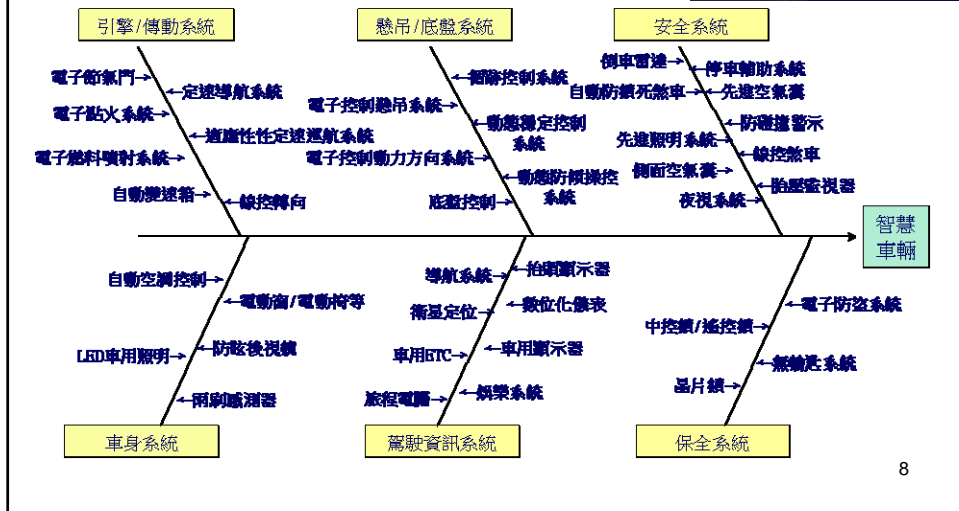 引擎/傳動系統
懸吊/底盤系統
安全系統
電子節氣門
定速導航系統
電子點火系統
適應性性定速運航系統
電子燃料噴射系統
自動變速箱
線控轉向
循跡控制系統
電子控制懸吊系統
動態穩定控制
系統
電子控制動力方向系統
動態防傾操控
系統
底盤控制
倒車雷達
停車輔助系統
自動防鎖死煞車
先進空氣囊
防碰撞警示
先進照明系統
線控煞車
側面空氣囊
胎壓監視器
夜視系統
智慧
車輛
自動空調控制
電動窗/電動椅等
LED車用照明
防眩後視鏡
雨刷感測器
導航系統
抬頭顯示器
衛星定位
數位化儀表
車用ETC
車用顯示器
旅程電腦
娛樂系統
電子防盜系統
中控鎖/遙控鎖
無鑰匙系統
晶片鎖
車身系統
駕駛資訊系統
保全系統
8